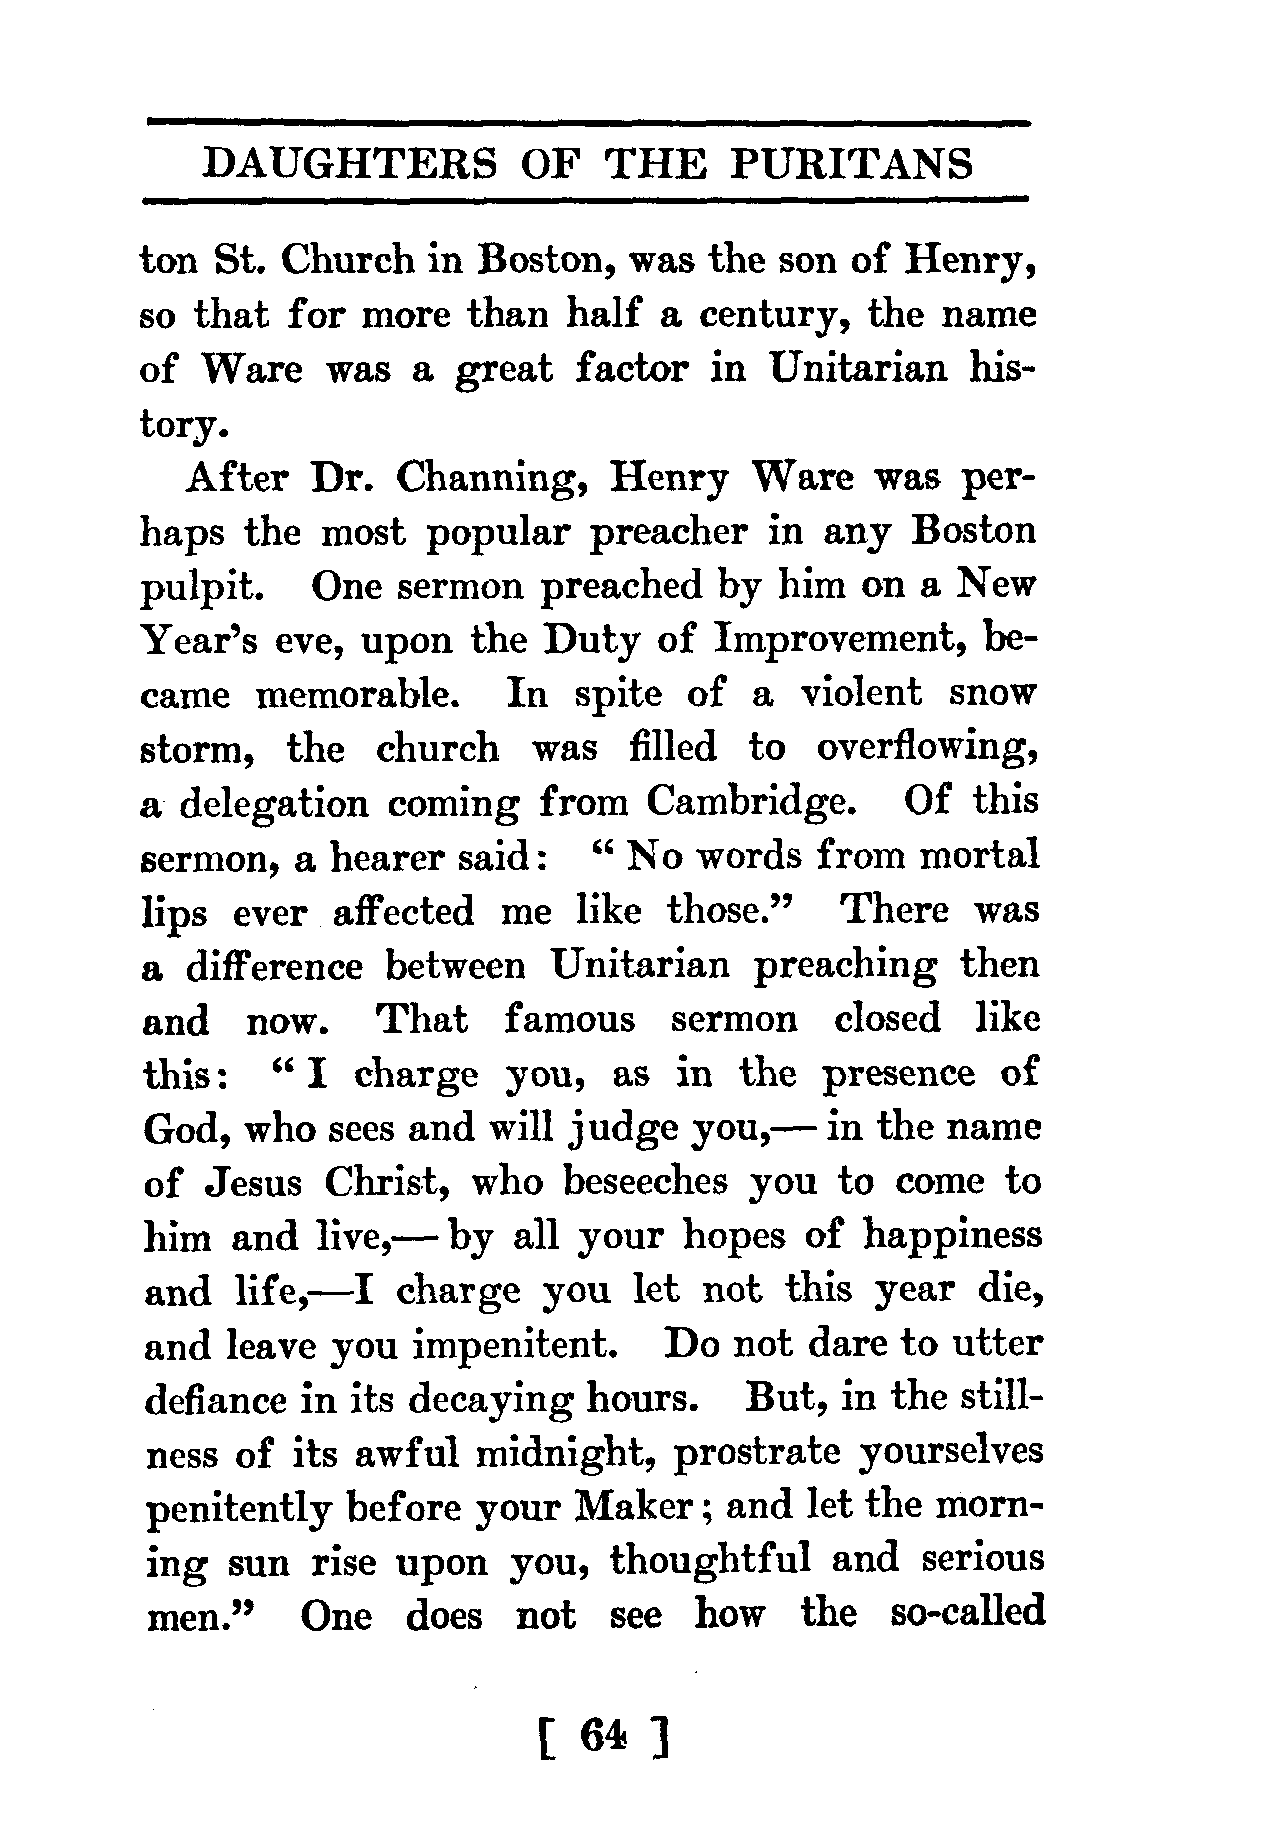 DAUGHTERS OF THE PURITANS
ton St. Church in Boston, was the son of Henry,
so that for more than half a century, the name
of Ware was a great factor in Unitarian his-
tory.
After Dr. Channing, Henry Ware was per-
haps the most popular preacher in any Boston
pulpit. One sermon preached by him on a New
Year's eve, upon the Duty of Improvement, be-
came memorable. In spite of a violent snow
storm, the church was filled to overflowing,
a delegation coming from Cambridge. Of this
sermon, a hearer said: “ No words from mortal
lips ever affected me like those.” There was
a difference between Unitarian preaching then
and now. That famous sermon closed like
this: “ I charge you, as in the presence of
God, who sees and will judge you,— in the name
of Jesus Christ, who beseeches you to come to
him and live,— by all your hopes of happiness
and life,—I charge you let not this year die,
and leave you impenitent. Do not dare to utter
defiance in its decaying hours. But, in the still-
ness of its awful midnight, prostrate yourselves
penitently before your Maker; and let the morn-
ing sun rise upon you, thoughtful and serious
men.” One does not see how the so-called
[ 64 ]